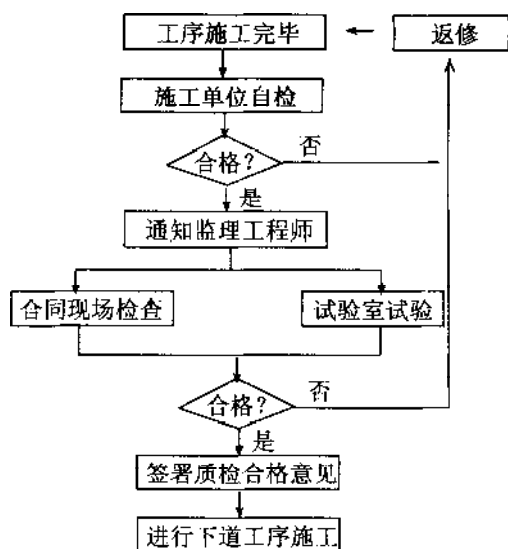 工序施工完毕
返修
施工单位自检
合格?
否
是
通知监理工程师
合同现场检查
试验室试验
合格?
否
是
签署质检合格意见
进行下道工序施工